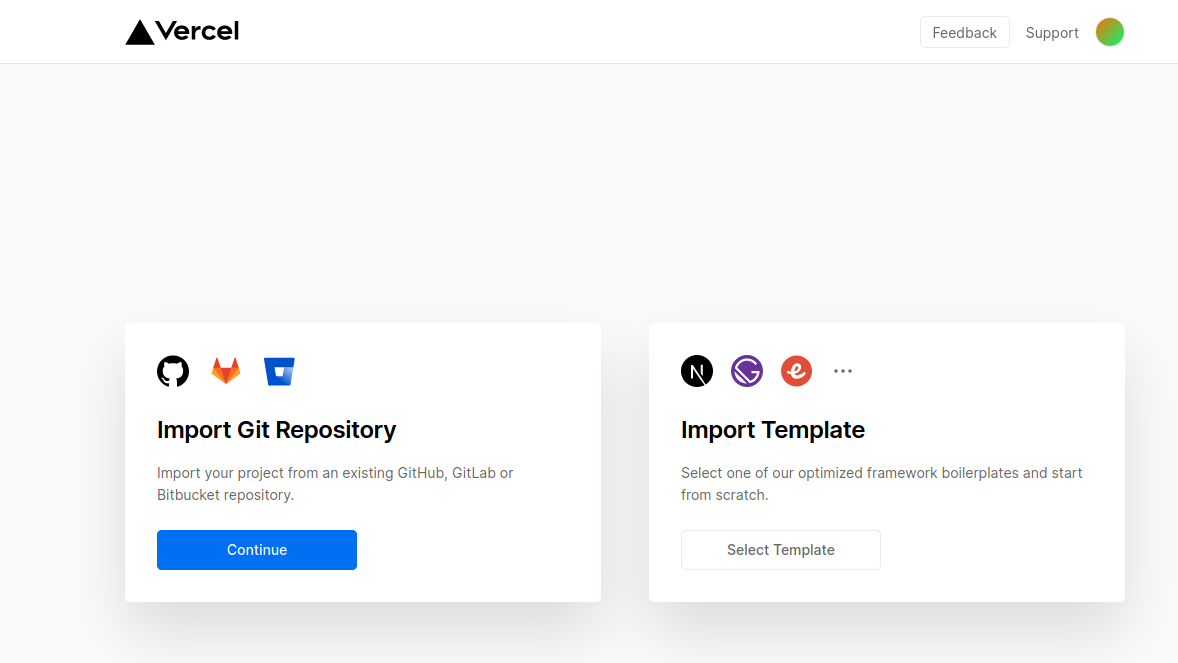 Vercel
Feedback
Support
Import Git Repository
Import your project from an existing GitHub, GitLab or
Bitbucket repository.
Continue
Import Template
Select one of our optimized framework boilerplates and start
from scratch.
Select Template